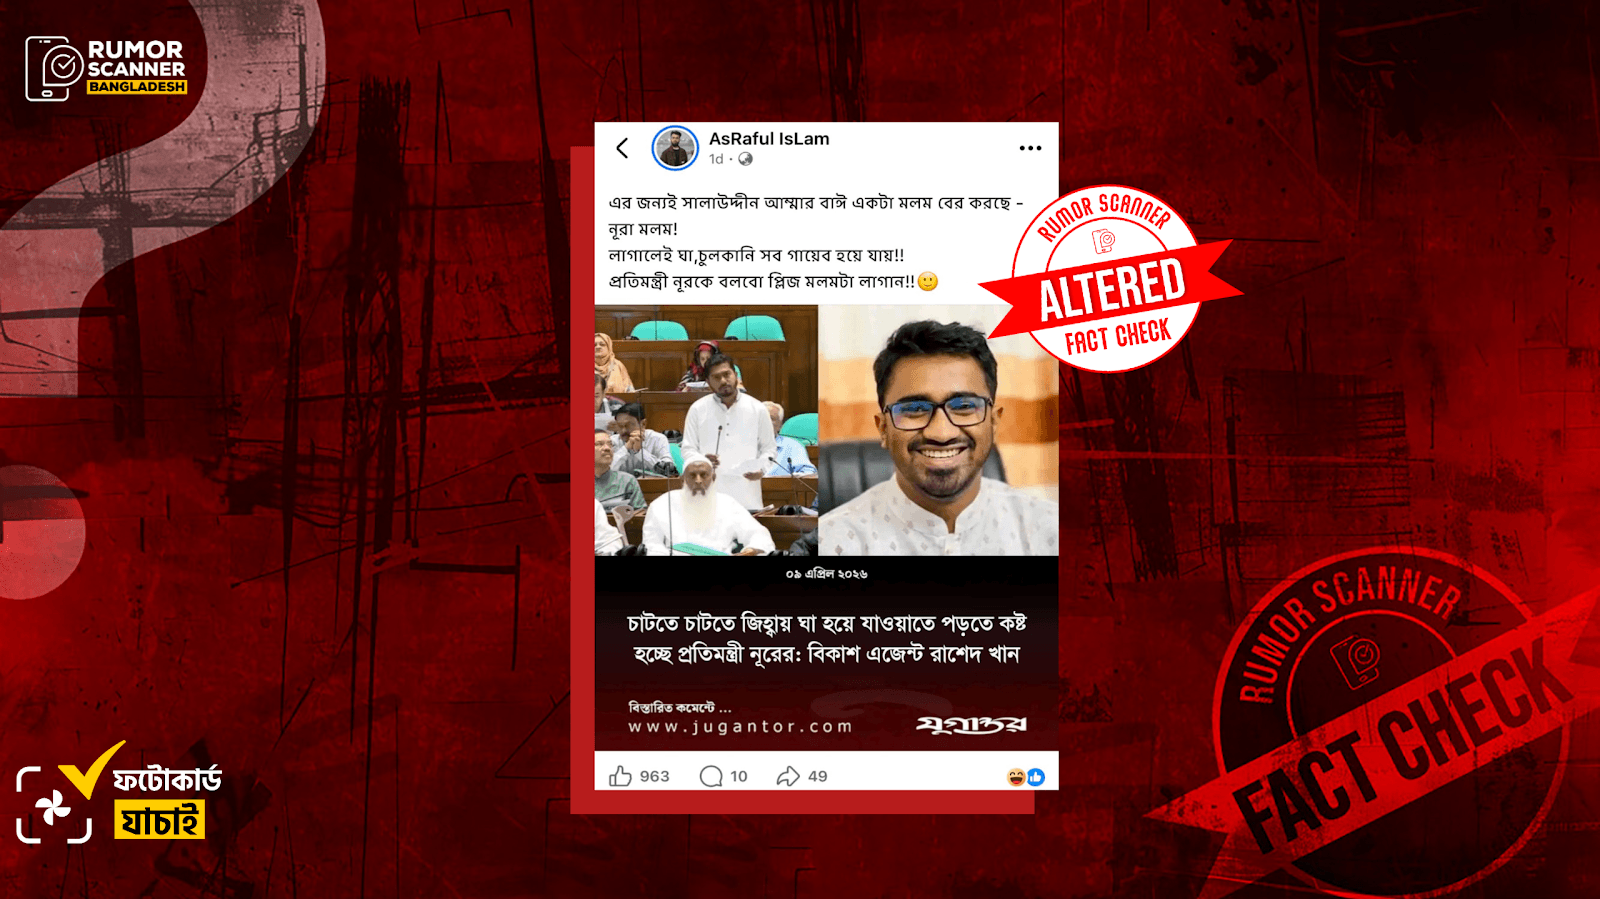 RUMOR
SCANNER
BANGLADESH
AsRaful IsLam
1d
এর জন্যই সালাউদ্দীন আম্মার বাঈ একটা মলম বের করছে -
নূরা মলম!
লাগালেই ঘা,চুলকানি সব গায়েব হয়ে যায়!!
প্রতিমন্ত্রী নূরকে বলবো প্লিজ মলমটা লাগান!!🙂
RUMOR SCANNER
ALTERED
FACT CHECK
০৯ এপ্রিল ২০২৬
চাটতে চাটতে জিহ্বায় ঘা হয়ে যাওয়াতে পড়তে কষ্ট
হচ্ছে প্রতিমন্ত্রী নূরের: বিকাশ এজেন্ট রাশেদ খান
বিস্তারিত কমেন্টে ...
www.jugantor.com
যুগান্তর
963
10
49
RUMOR SCANNER
FACT CHECK
ফটোকার্ড
যাচাই